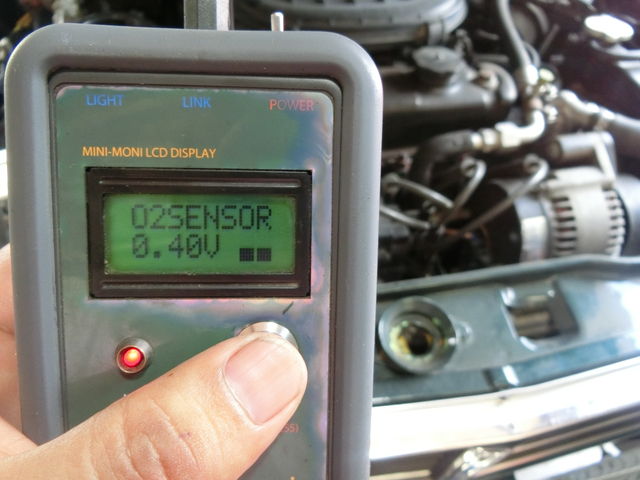 LIGHT LINK POWER
MINI-MONI LCD DISPLAY
O2SENSOR
0.40V